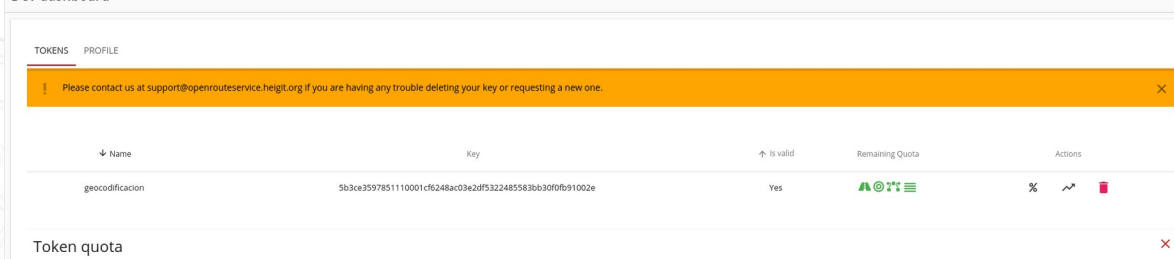 TOKENS PROFILE
! Please contact us at support@openrouteservice.heigit.org if you are having any trouble deleting your key or requesting a new one.
Name Key Is valid Remaining Quota Actions
geocodificacion 5b3ce3597851110001cf6248ac03e2df5322485583bb30f0fb91002e Yes %
Token quota